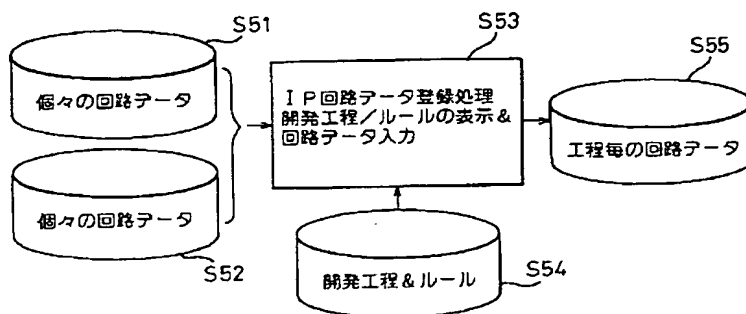 S51
個々の回路データ
個々の回路データ
S52
S53
IP回路データ登録処理
開発工程/ルールの表示&
回路データ入力
開発工程&ルール
S54
S55
工程毎の回路データ